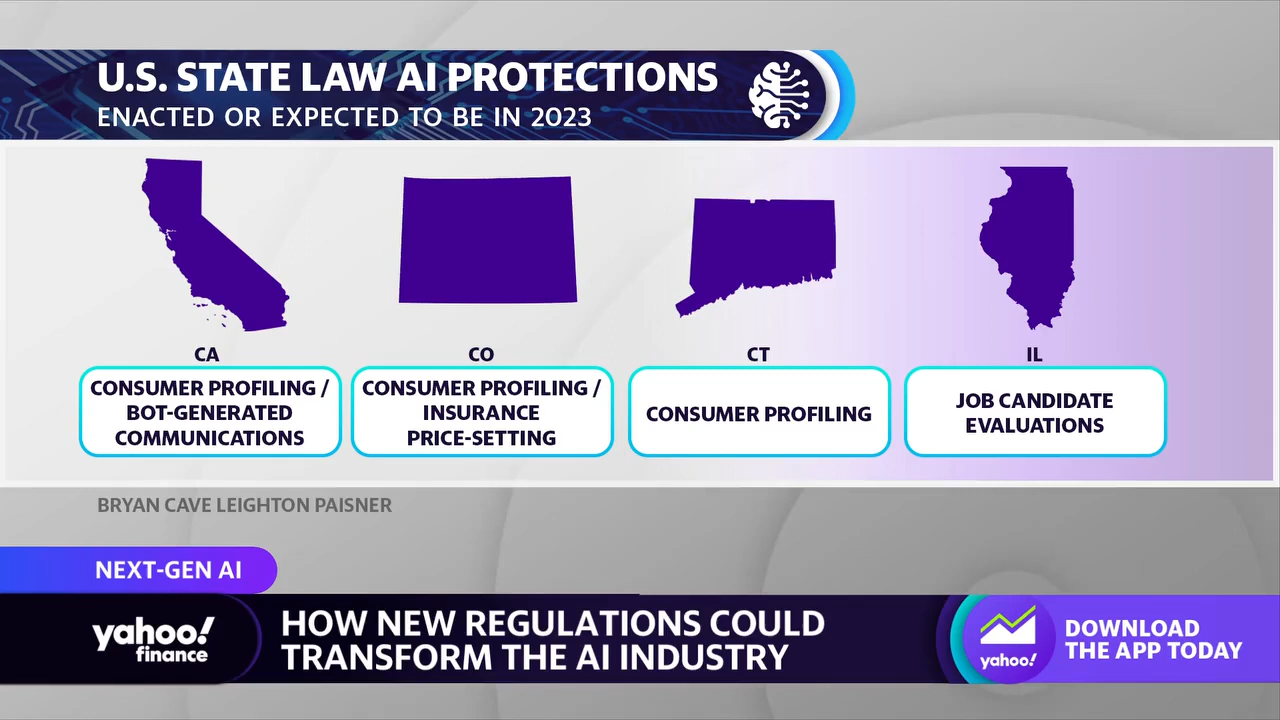 U.S. STATE LAW AI PROTECTIONS
ENACTED OR EXPECTED TO BE IN 2023
CA
CONSUMER PROFILING /
BOT-GENERATED
COMMUNICATIONS
CO
CONSUMER PROFILING /
INSURANCE
PRICE-SETTING
CT
CONSUMER PROFILING
IL
JOB CANDIDATE
EVALUATIONS
BRYAN CAVE LEIGHTON PAISNER
NEXT-GEN AI
yahoo!
finance
HOW NEW REGULATIONS COULD
TRANSFORM THE AI INDUSTRY
yahoo!
DOWNLOAD
THE APP TODAY